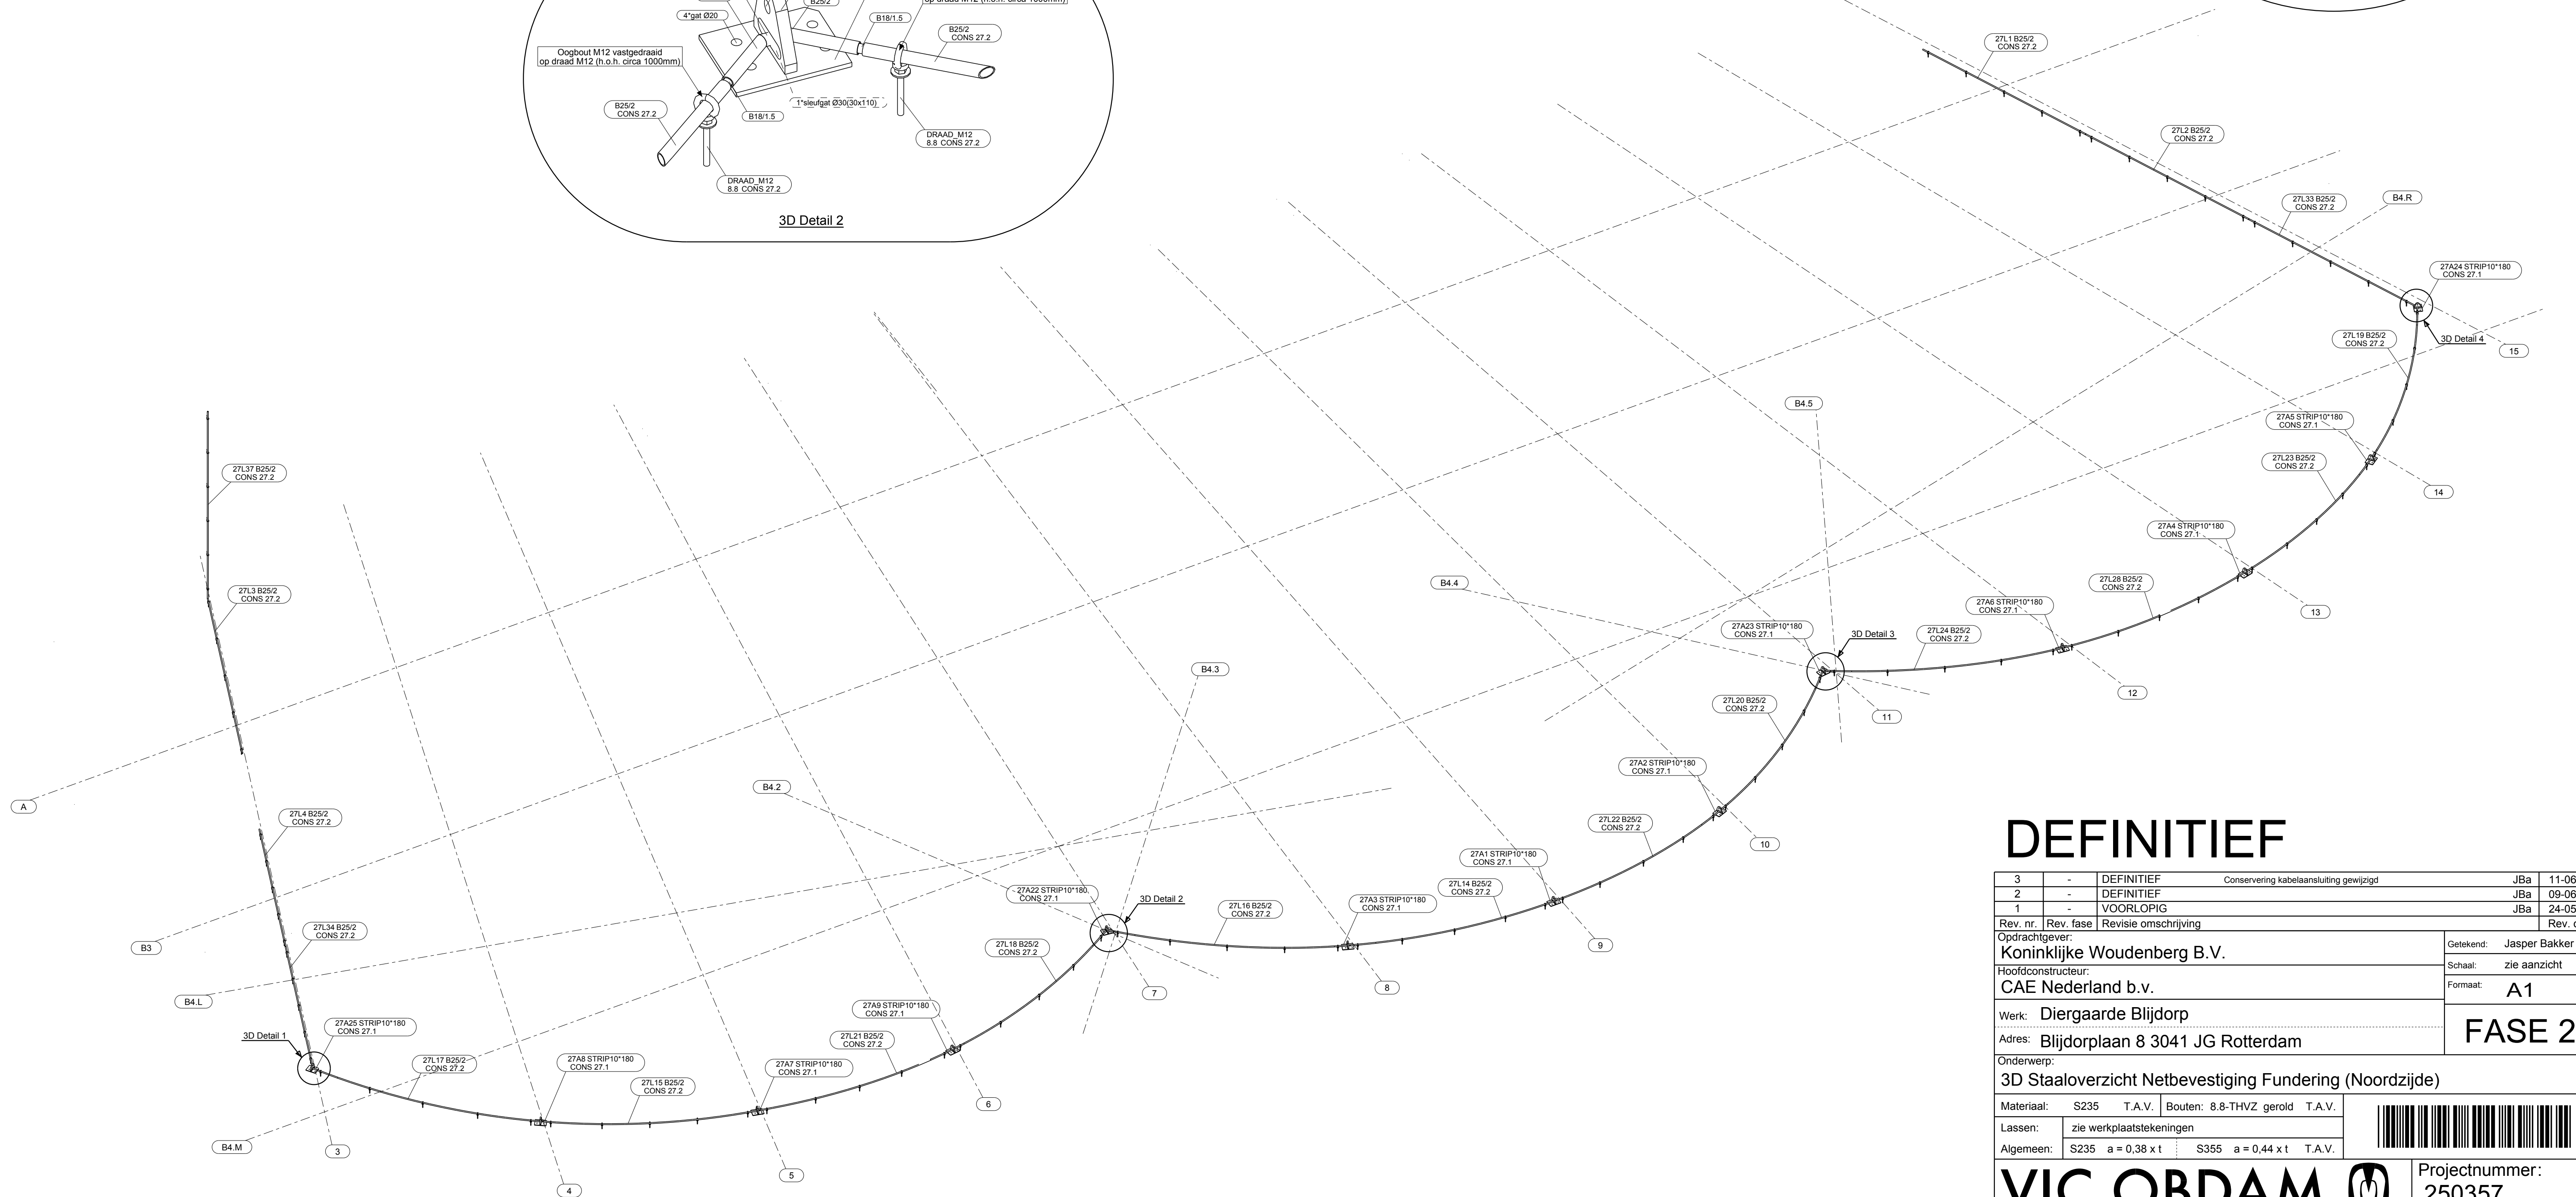 B25/2
op draad M12 (h.o.h. circa 1000mm)
4*gat Ø20
B18/1.5
B25/2
CONS 27.2
Oogbout M12 vastgedraaid
op draad M12 (h.o.h. circa 1000mm)
B25/2
CONS 27.2
1*sleufgat Ø30(30x110)
B18/1.5
DRAAD_M12
8.8 CONS 27.2
DRAAD_M12
8.8 CONS 27.2
3D Detail 2
27L1 B25/2
CONS 27.2
27L2 B25/2
CONS 27.2
27L33 B25/2
CONS 27.2
B4.R
27A24 STRIP10*180
CONS 27.1
3D Detail 4
15
27L19 B25/2
CONS 27.2
B4.5
27A5 STRIP10*180
CONS 27.1
27L23 B25/2
CONS 27.2
14
27L37 B25/2
CONS 27.2
27A4 STRIP10*180
CONS 27.1
27L3 B25/2
CONS 27.2
B4.4
27L28 B25/2
CONS 27.2
27A6 STRIP10*180
CONS 27.1
13
27A23 STRIP10*180
CONS 27.1
3D Detail 3
27L24 B25/2
CONS 27.2
B4.3
12
27L20 B25/2
CONS 27.2
11
27A2 STRIP10*180
CONS 27.1
B4.2
A
27L4 B25/2
CONS 27.2
27L22 B25/2
CONS 27.2
10
27A1 STRIP10*180
CONS 27.1
27L14 B25/2
CONS 27.2
27A22 STRIP10*180
CONS 27.1
3D Detail 2
27L16 B25/2
CONS 27.2
27A3 STRIP10*180
CONS 27.1
27L34 B25/2
CONS 27.2
B3
27L18 B25/2
CONS 27.2
9
8
7
B4.L
27A9 STRIP10*180
CONS 27.1
27A25 STRIP10*180
CONS 27.1
3D Detail 1
27L21 B25/2
CONS 27.2
27L17 B25/2
CONS 27.2
27A8 STRIP10*180
CONS 27.1
27A7 STRIP10*180
CONS 27.1
27L15 B25/2
CONS 27.2
6
B4.M
3
5
4
DEFINITIEF
3 - DEFINITIEF Conservering kabelaansluiting gewijzigd JBa 11-06
2 - DEFINITIEF JBa 09-06
1 - VOORLOPIG JBa 24-05
Rev. nr. Rev. fase Revisie omschrijving Rev.
Opdrachtgever:
Koninklijke Woudenberg B.V.
Getekend: Jasper Bakker
Hoofdconstructeur:
CAE Nederland b.v.
Schaal: zie aanzicht
Formaat: A1
Werk: Diergaarde Blijdorp
Adres: Blijdorplaan 8 3041 JG Rotterdam
FASE 2
Onderwerp:
3D Staaloverzicht Netbevestiging Fundering (Noordzijde)
Materiaal: S235 T.A.V. Bouten: 8.8-THVZ gerold T.A.V.
Lassen: zie werkplaatstekeningen
Algemeen: S235 a = 0,38 x t S355 a = 0,44 x t T.A.V.
VIC OBDAM
Projectnummer:
250357